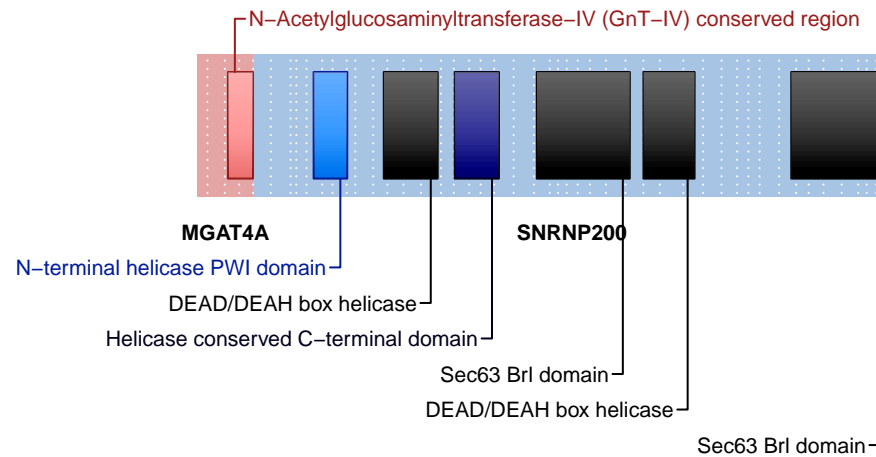 N−Acetylglucosaminyltransferase−IV (GnT−IV) conserved region
MGAT4A
SNRNP200
N−terminal helicase PWI domain
DEAD/DEAH box helicase
Helicase conserved C−terminal domain
Sec63 Brl domain
DEAD/DEAH box helicase
Sec63 Brl domain